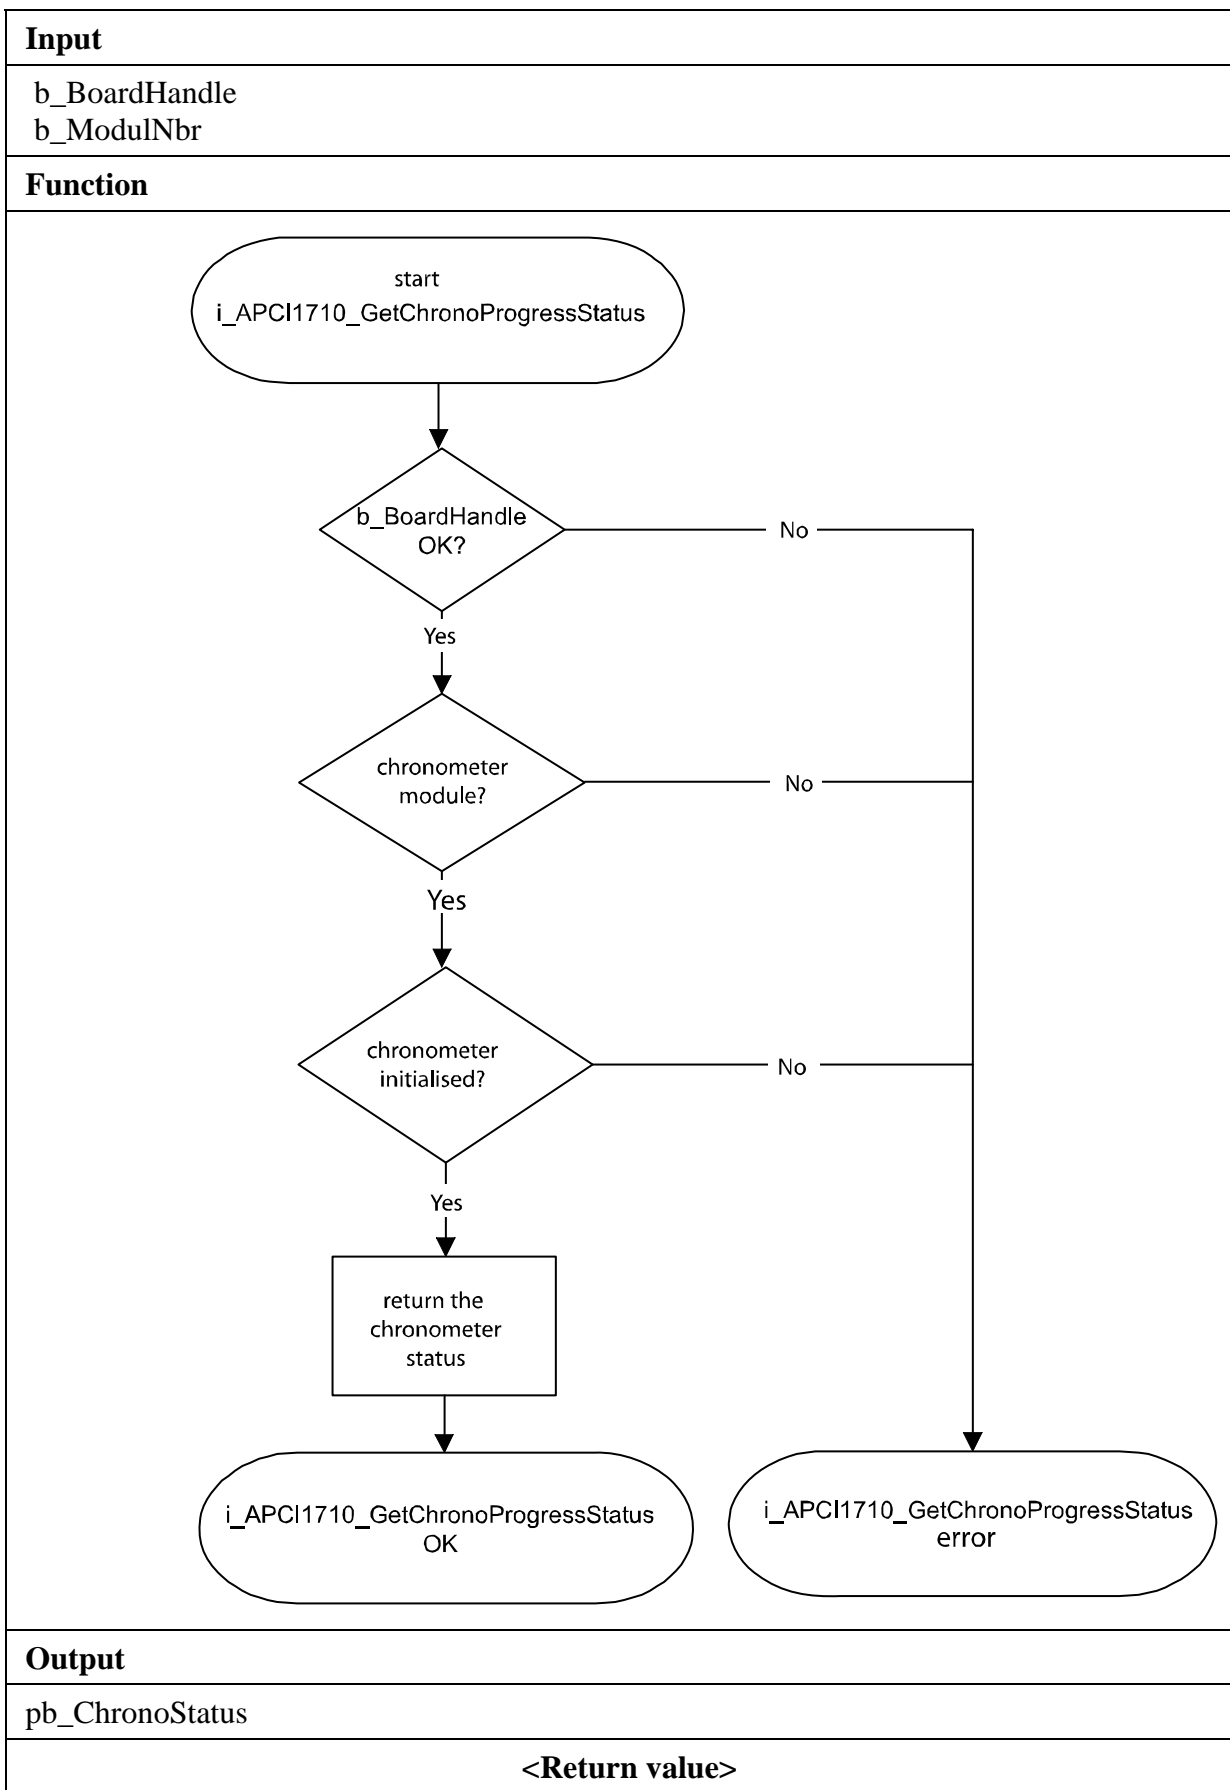 Input
b_BoardHandle
b_ModulNbr
Function
start
i_APCI1710_GetChronoProgressStatus
b_BoardHandle
OK?
No
Yes
chronometer
module?
No
Yes
chronometer
initialised?
No
Yes
return the
chronometer
status
i_APCI1710_GetChronoProgressStatus
OK
i_APCI1710_GetChronoProgressStatus
error
Output
pb_ChronoStatus
<Return value>